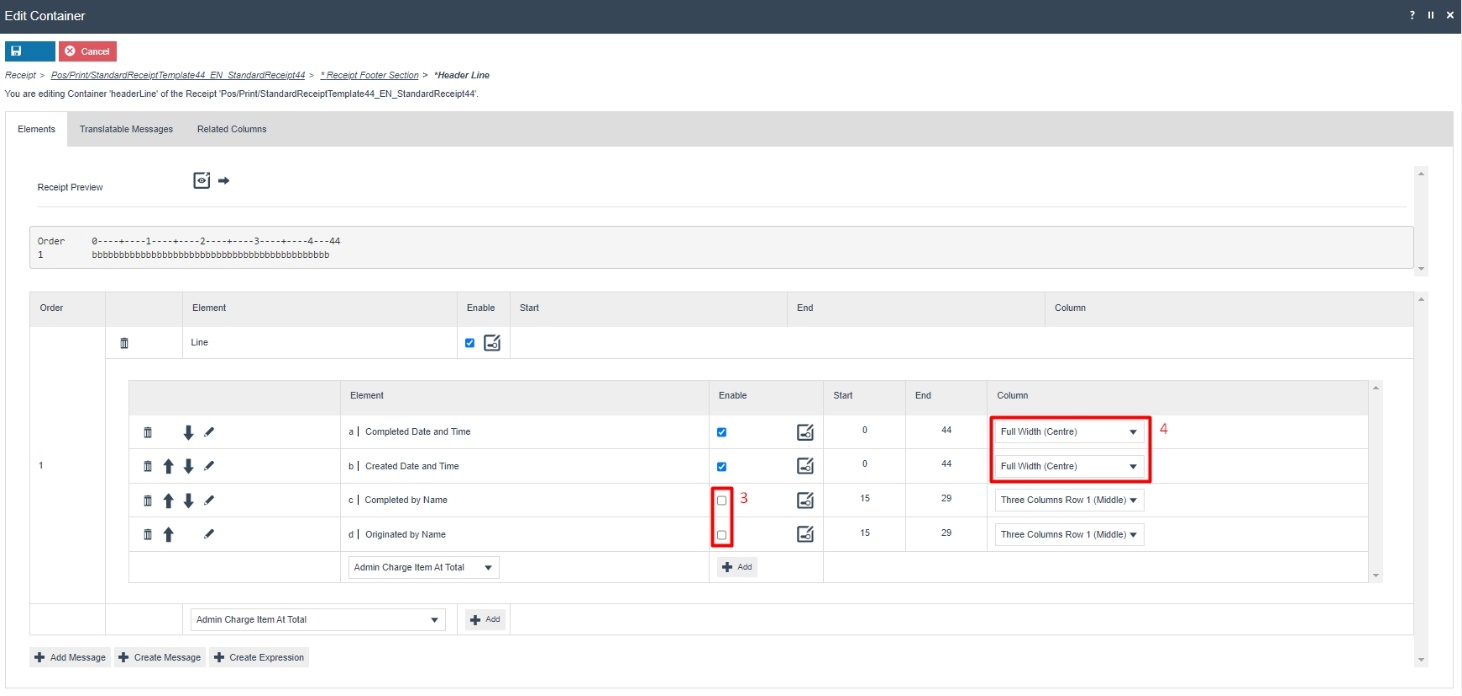 Edit Container
?
Cancel
Receipt > Pos/Print/StandardReceiptTemplate44_EN_StandardReceipt44 > * Receipt Footer Section > *Header Line
You are editing Container 'headerLine' of the Receipt 'Pos/Print/StandardReceiptTemplate44_EN_StandardReceipt44'.
Elements Translatable Messages Related Columns
Receipt Preview
Order 0----+----1----+----2----+----3----+----4---44
1 bbbbbbbbbbbbbbbbbbbbbbbbbbbbbbbbbbbbbbbbbbbb
Order Element Enable Start End Column
Line
Element Enable Start End Column
a | Completed Date and Time 0 44 Full Width (Centre) 4
1 b | Created Date and Time 0 44 Full Width (Centre)
c | Completed by Name 3 15 29 Three Columns Row 1 (Middle)
d | Originated by Name 15 29 Three Columns Row 1 (Middle)
Admin Charge Item At Total Add
Admin Charge Item At Total Add
Add Message Create Message Create Expression